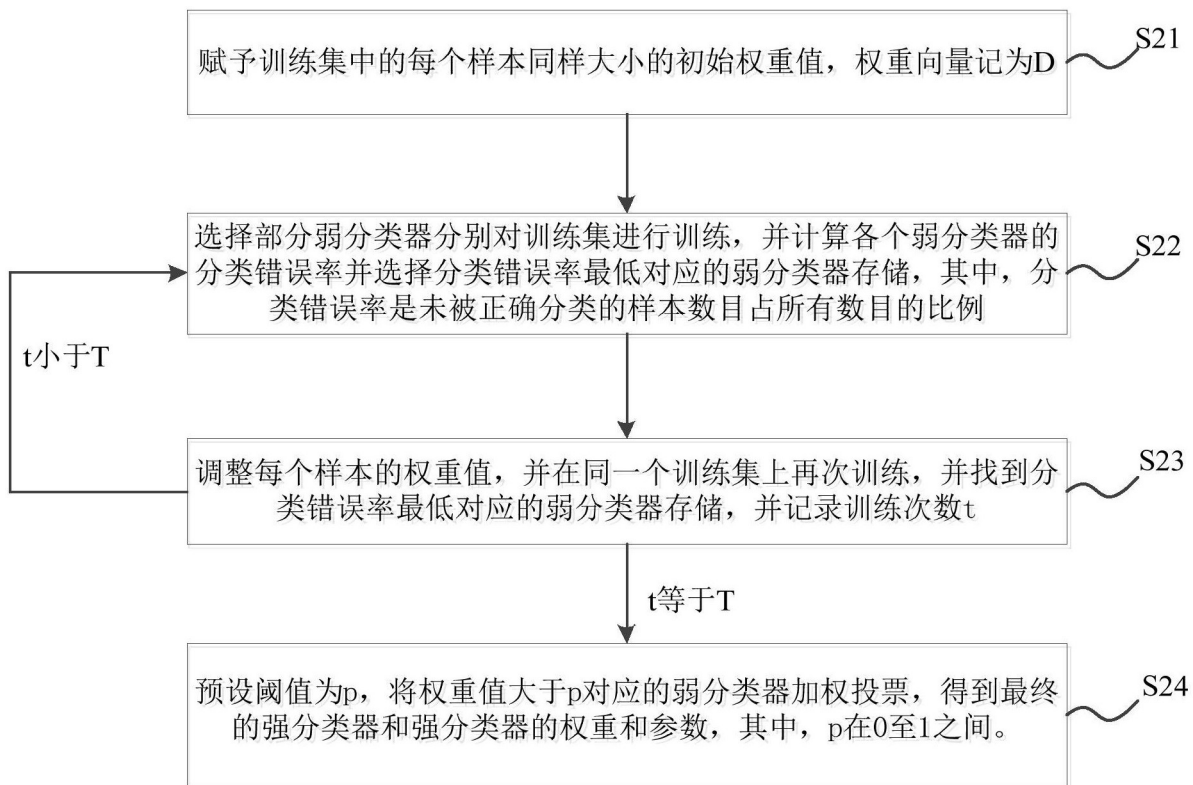 赋予训练集中的每个样本同样大小的初始权重值，权重向量记为D
S21
选择部分弱分类器分别对训练集进行训练，并计算各个弱分类器的
分类错误率并选择分类错误率最低对应的弱分类器存储，其中，分
类错误率是未被正确分类的样本数目占所有数目的比例
S22
t小于T
调整每个样本的权重值，并在同一个训练集上再次训练，并找到分
类错误率最低对应的弱分类器存储，并记录训练次数t
S23
t等于T
预设阈值为p，将权重值大于p对应的弱分类器加权投票，得到最终
的强分类器和强分类器的权重和参数，其中，p在0至1之间。
S24